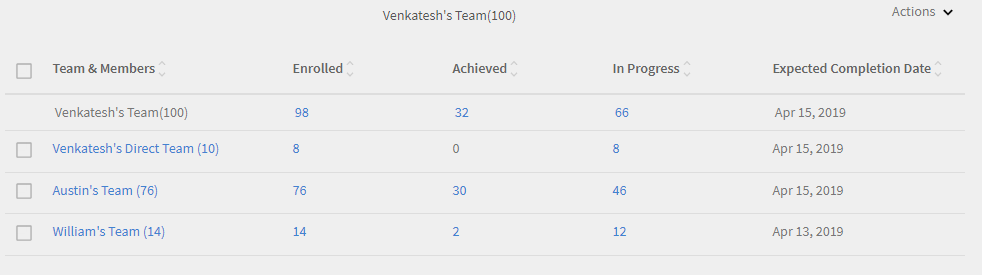 Venkatesh's Team(100)
Actions
Team & Members Enrolled Achieved In Progress Expected Completion Date
Venkatesh's Team(100) 98 32 66 Apr 15, 2019
Venkatesh's Direct Team (10) 8 0 8 Apr 15, 2019
Austin's Team (76) 76 30 46 Apr 15, 2019
William's Team (14) 14 2 12 Apr 13, 2019